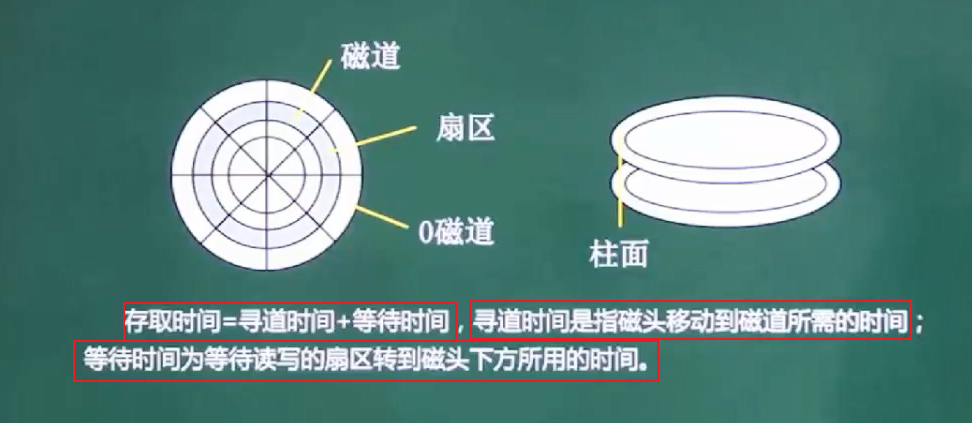 磁道
扇区
0磁道
柱面
存取时间=寻道时间+等待时间，寻道时间是指磁头移动到磁道所需的时间；
等待时间为等待读写的扇区转到磁头下方所用的时间。